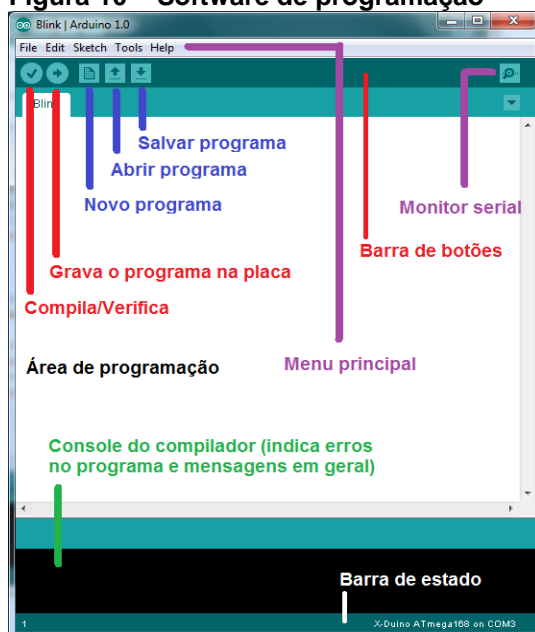 Figura 10 – Software de programação
Blink | Arduino 1.0
File Edit Sketch Tools Help
Blink
Salvar programa
Abrir programa
Novo programa
Monitor serial
Barra de botões
Grava o programa na placa
Compila/Verifica
Área de programação
Menu principal
Console do compilador (indica erros
no programa e mensagens em geral)
Barra de estado
1
X-Duino ATmega168 on COM3